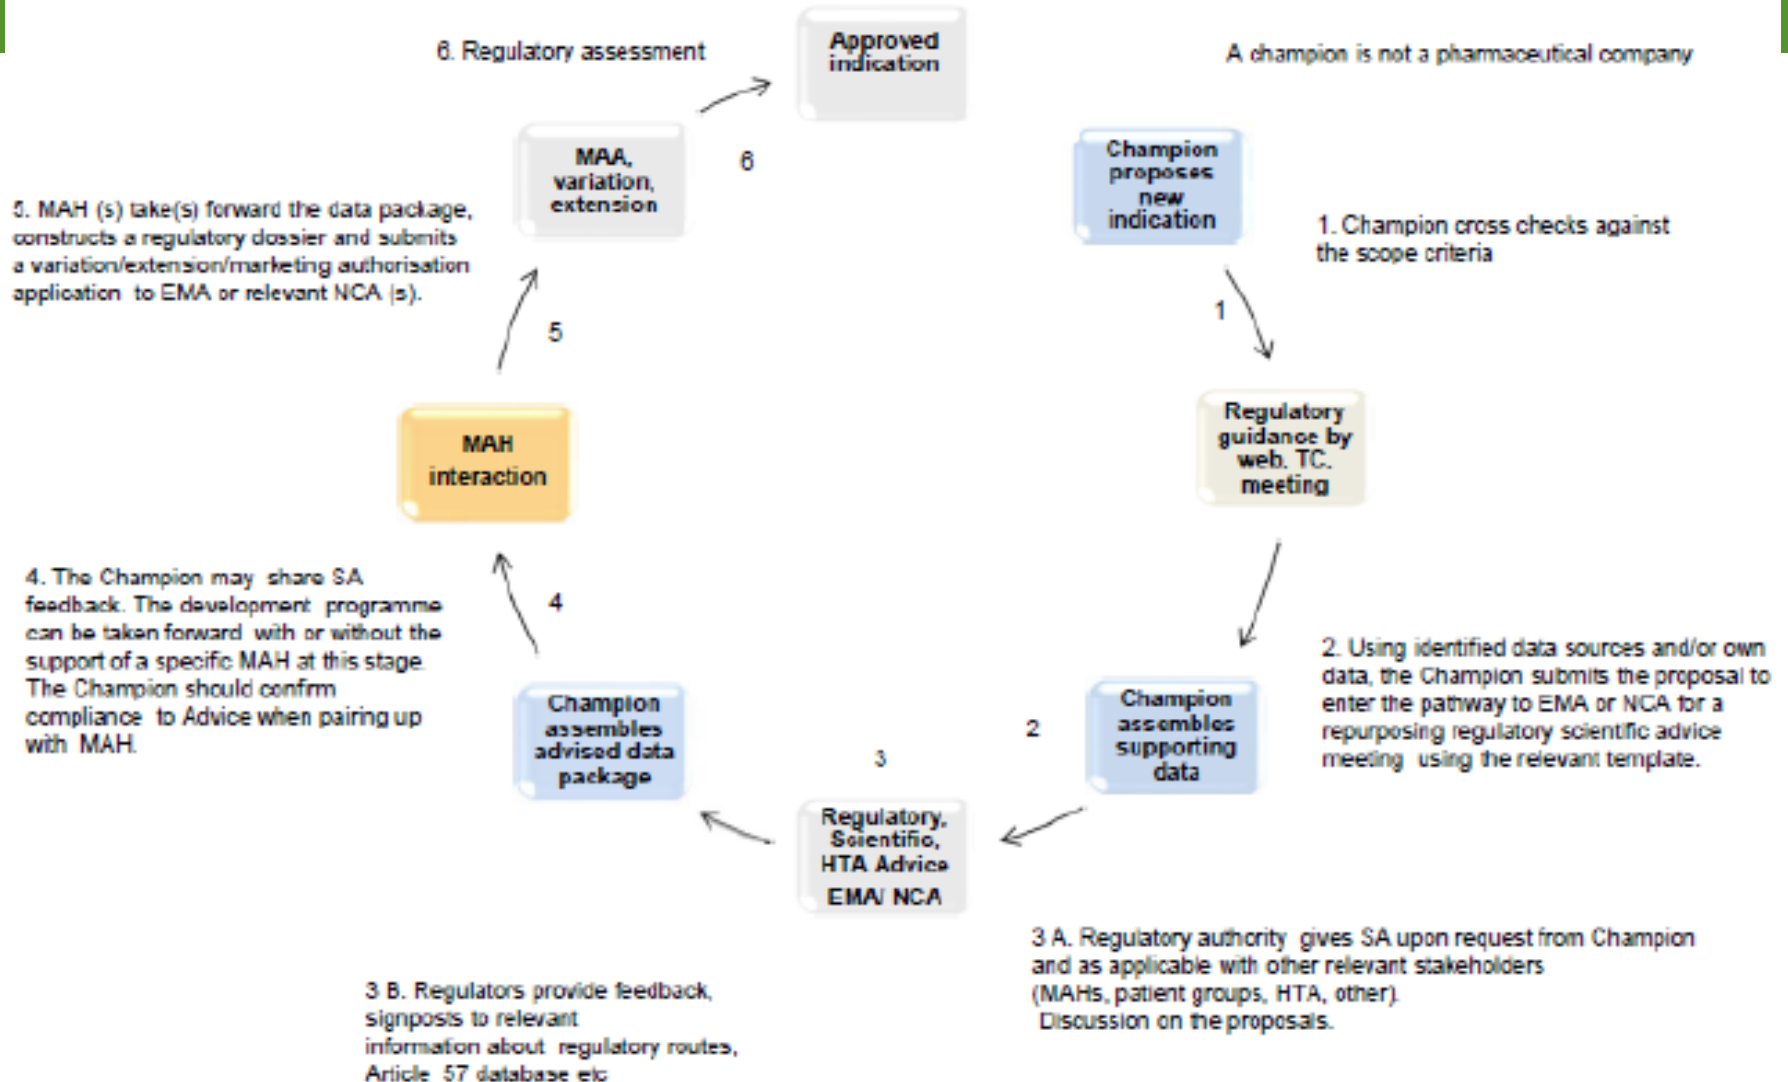 6. Regulatory assessment
Approved
indication
A champion is not a pharmaceutical company
MAA,
variation,
extension
6
Champion
proposes
new
indication
5. MAH (s) take(s) forward the data package,
constructs a regulatory dossier and submits
a variation/extension/marketing authorisation
application to EMA or relevant NCA (s).
1. Champion cross checks against
the scope criteria
5
1
MAH
interaction
Regulatory
guidance by
web, TC,
meeting
4. The Champion may share SA
feedback. The development programme
can be taken forward with or without the
support of a specific MAH at this stage.
The Champion should confirm
compliance to Advice when pairing up
with MAH.
4
2. Using identified data sources and/or own
data, the Champion submits the proposal to
enter the pathway to EMA or NCA for a
repurposing regulatory scientific advice
meeting using the relevant template.
Champion
assembles
advised data
package
3
2
Champion
assembles
supporting
data
Regulatory,
Scientific,
HTA Advice
EMA/ NCA
3 A. Regulatory authority gives SA upon request from Champion
and as applicable with other relevant stakeholders
(MAHs, patient groups, HTA, other).
Discussion on the proposals.
3 B. Regulators provide feedback,
signposts to relevant
information about regulatory routes,
Article 57 database etc